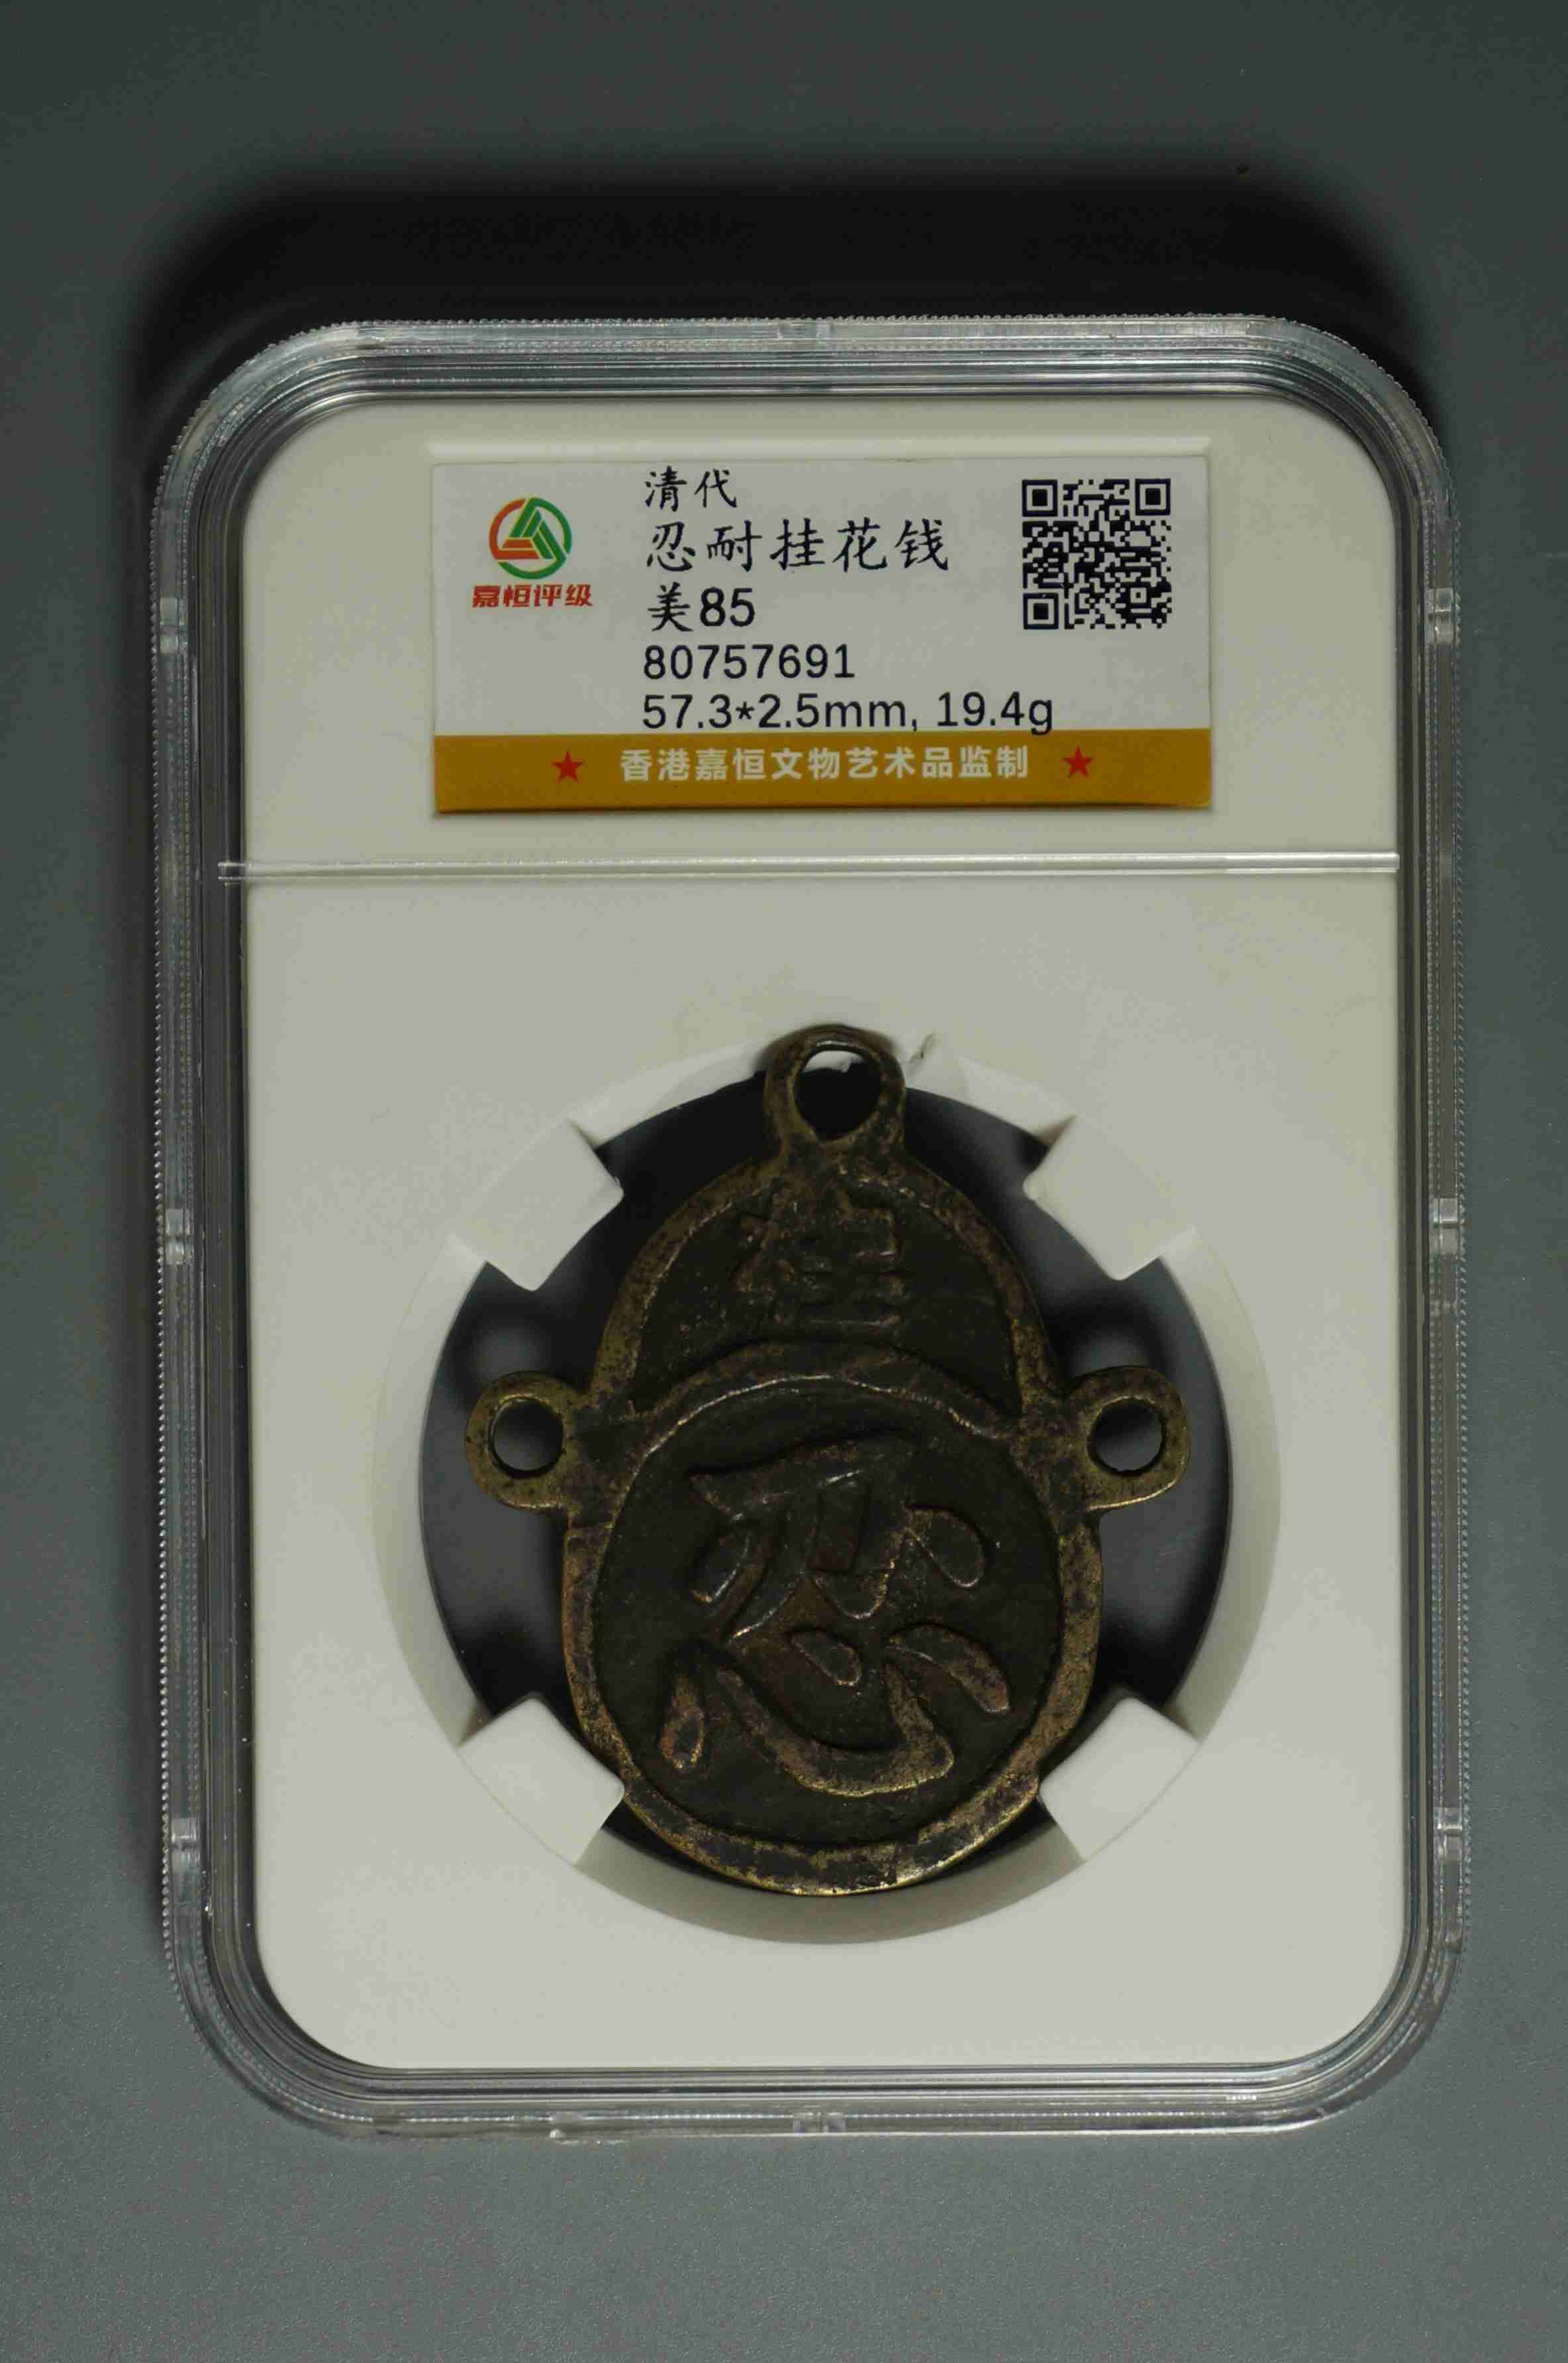 清代
忍耐挂花钱
美85
80757691
57.3*2.5mm, 19.4g
嘉恒评级
★ 香港嘉恒文物艺术品监制 ★
忍